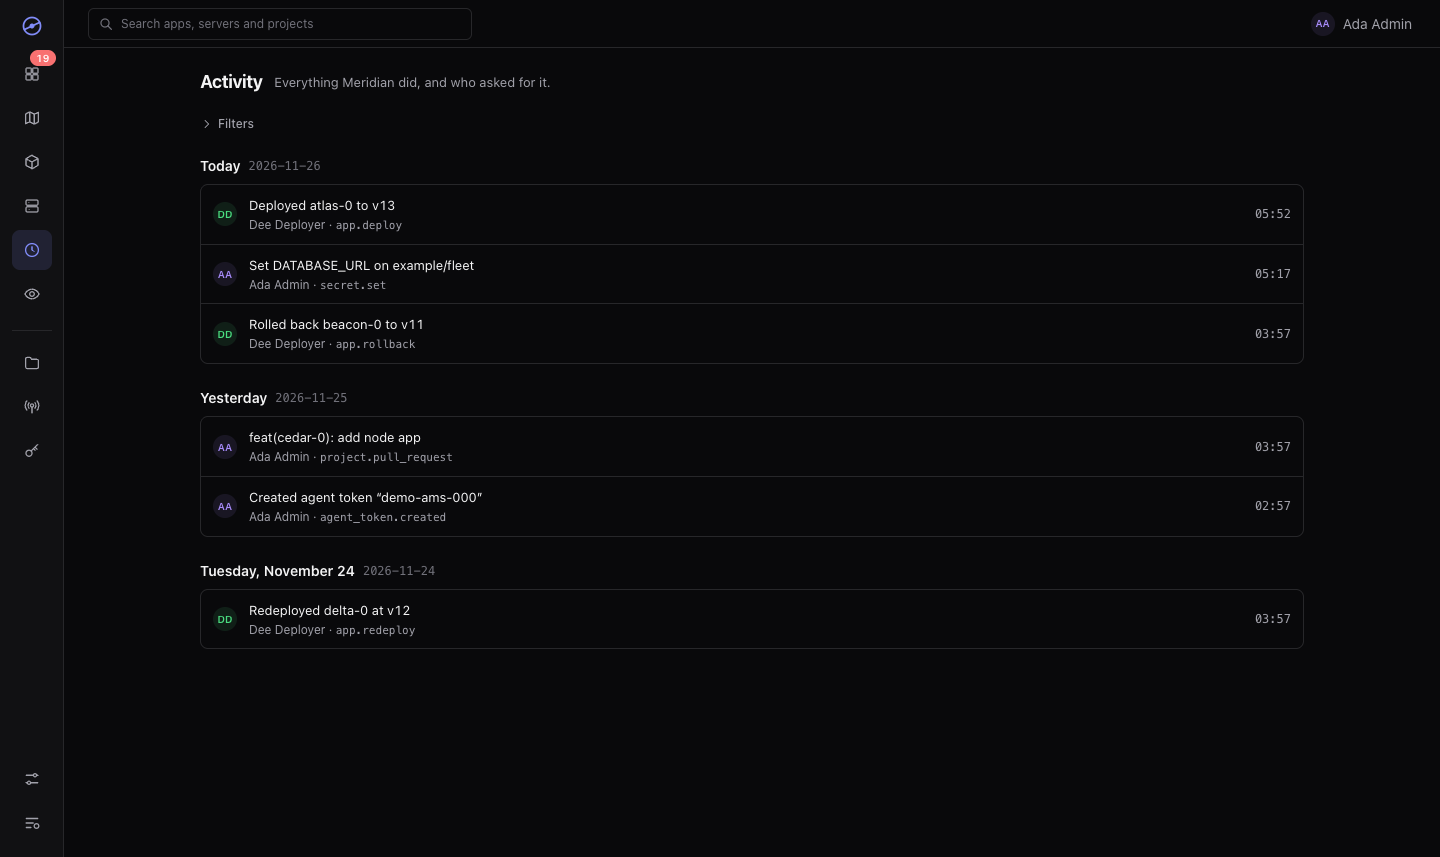 19
Search apps, servers and projects
AA Ada Admin
Activity Everything Meridian did, and who asked for it.
Filters
Today 2026-11-26
DD
Deployed atlas-0 to v13
Dee Deployer · app.deploy
05:52
AA
Set DATABASE_URL on example/fleet
Ada Admin · secret.set
05:17
DD
Rolled back beacon-0 to v11
Dee Deployer · app.rollback
03:57
Yesterday 2026-11-25
AA
feat(cedar-0): add node app
Ada Admin · project.pull_request
03:57
AA
Created agent token “demo-ams-000”
Ada Admin · agent_token.created
02:57
Tuesday, November 24 2026-11-24
DD
Redeployed delta-0 at v12
Dee Deployer · app.redeploy
03:57